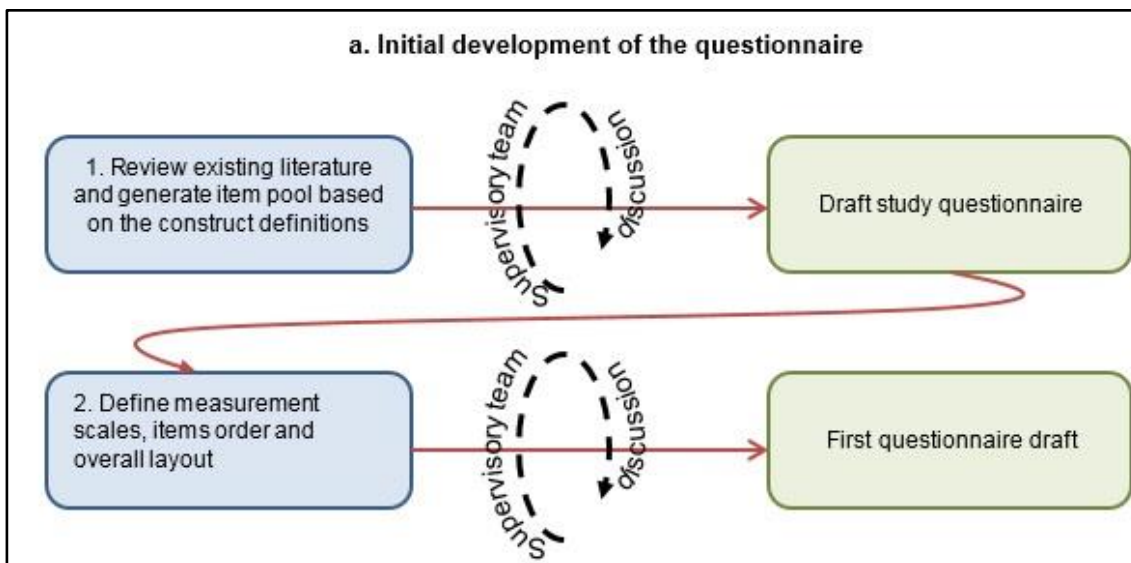 a. Initial development of the questionnaire
1. Review existing literature
and generate item pool based
on the construct definitions
Supervisory team
discussion
Draft study questionnaire
2. Define measurement
scales, items order and
overall layout
Supervisory team
discussion
First questionnaire draft